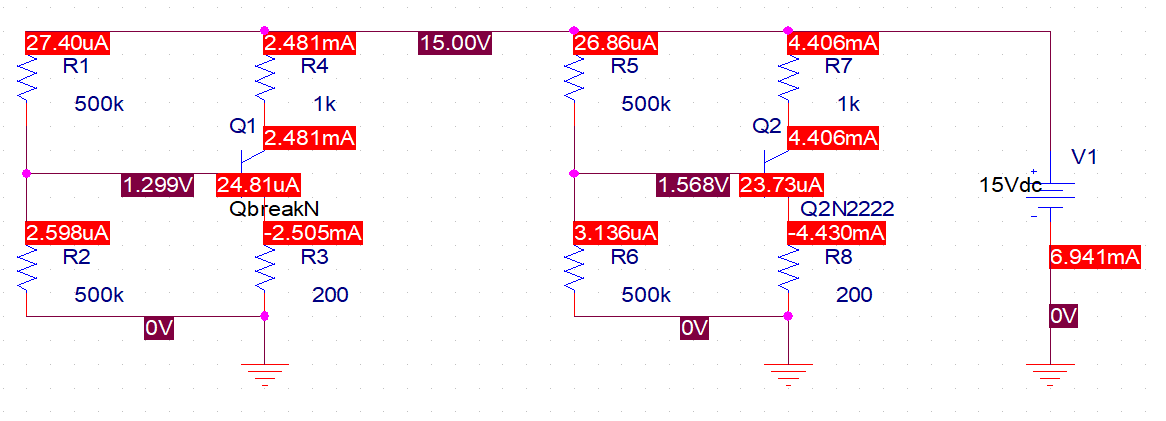 27.40uA 2.481mA 15.00V 26.86uA 4.406mA
R1 R4 R5 R7
500k 1k 500k 1k
Q1 2.481mA Q2 4.406mA
V1
1.299V 24.81uA 1.568V 23.73uA 15Vdc
+
-
QbreakN Q2N2222
2.598uA -2.505mA 3.136uA -4.430mA
R2 R3 R6 R8 6.941mA
500k 200 500k 200
0V 0V 0V